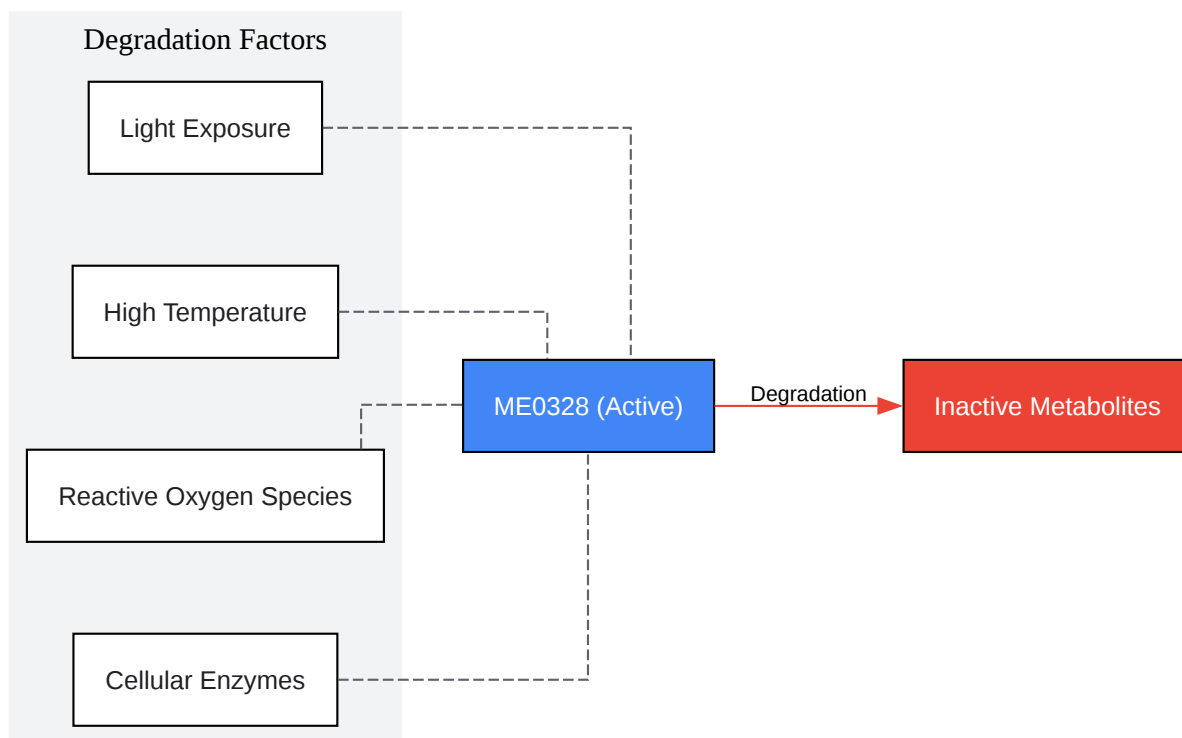 Degradation Factors
Light Exposure
High Temperature
ME0328 (Active)
Degradation
Inactive Metabolites
Reactive Oxygen Species
Cellular Enzymes